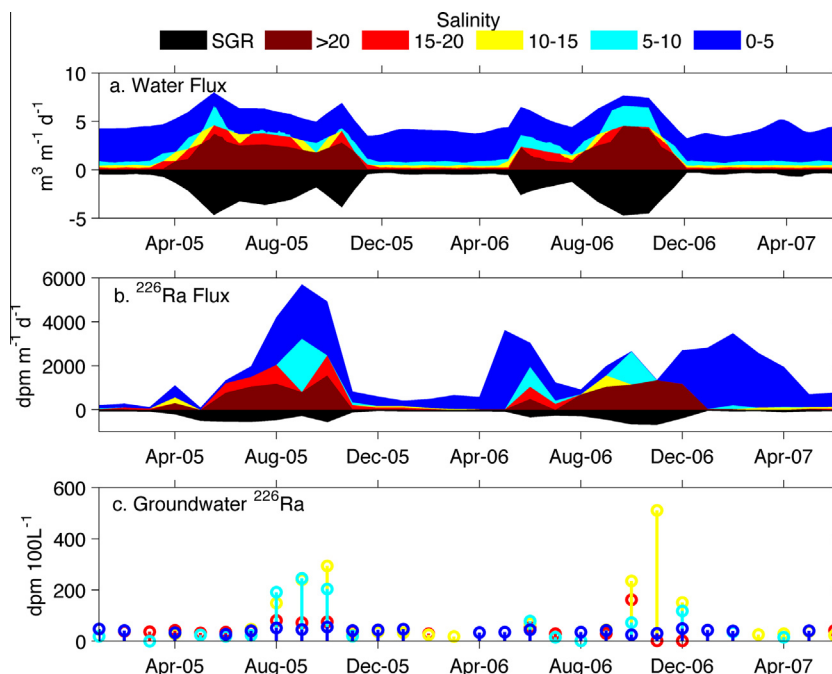 Salinity
SGR >20 15-20 10-15 5-10 0-5
a. Water Flux
m³ m⁻¹ d⁻¹
10
5
0
-5
Apr-05 Aug-05 Dec-05 Apr-06 Aug-06 Dec-06 Apr-07
b. ²²⁶Ra Flux
dpm m⁻¹ d⁻¹
6000
4000
2000
0
Apr-05 Aug-05 Dec-05 Apr-06 Aug-06 Dec-06 Apr-07
c. Groundwater ²²⁶Ra
dpm 100L⁻¹
600
400
200
0
Apr-05 Aug-05 Dec-05 Apr-06 Aug-06 Dec-06 Apr-07